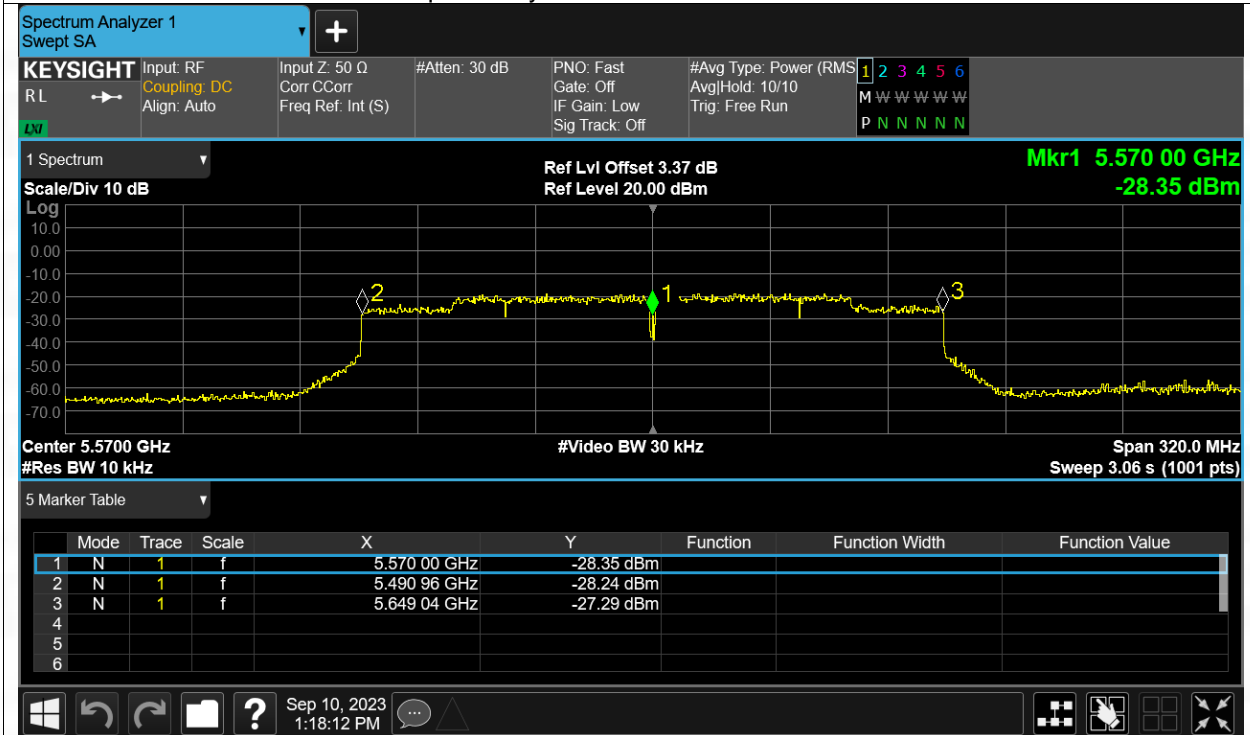 Spectrum Analyzer 1
Swept SA
+
KEYSIGHT
R L
LXI
Input: RF
Coupling: DC
Align: Auto
Input Z: 50 Ω
Corr CCorr
Freq Ref: Int (S)
#Atten: 30 dB
PNO: Fast
Gate: Off
IF Gain: Low
Sig Track: Off
#Avg Type: Power (RMS
Avg|Hold: 10/10
Trig: Free Run
1 2 3 4 5 6
M W W W W W
P N N N N N
1 Spectrum
Scale/Div 10 dB
Ref Lvl Offset 3.37 dB
Ref Level 20.00 dBm
Mkr1 5.570 00 GHz
-28.35 dBm
Log
10.0
0.00
-10.0
-20.0
-30.0
-40.0
-50.0
-60.0
-70.0
2
1
3
Center 5.5700 GHz
#Video BW 30 kHz
Span 320.0 MHz
#Res BW 10 kHz
Sweep 3.06 s (1001 pts)
5 Marker Table
Mode Trace Scale X Y Function Function Width Function Value
1 N 1 f 5.570 00 GHz -28.35 dBm
2 N 1 f 5.490 96 GHz -28.24 dBm
3 N 1 f 5.649 04 GHz -27.29 dBm
4
5
6
?
Sep 10, 2023
1:18:12 PM